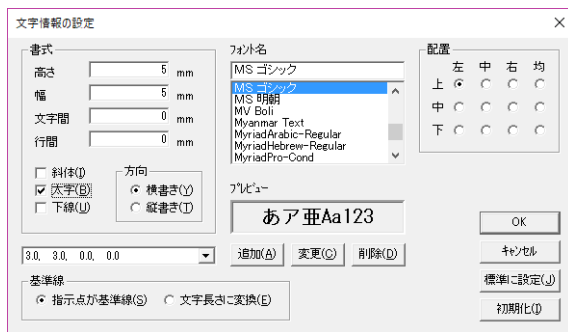 文字情報の設定
書式
高さ 5 mm
幅 5 mm
文字間 0 mm
行間 0 mm
斜体(I)
太字(B)
下線(U)
方向
横書き(Y)
縦書き(T)
3.0, 3.0, 0.0, 0.0
基準線
指示点が基準線(S) 文字長さに変換(E)
フォント名
MS ゴシック
MS ゴシック
MS 明朝
MV Boli
Myanmar Text
MyriadArabic-Regular
MyriadHebrew-Regular
MyriadPro-Cond
プレビュー
あア亜Aa123
追加(A) 変更(C) 削除(D)
配置
左 中 右 均
上
中
下
OK
キャンセル
標準に設定(J)
初期化(I)